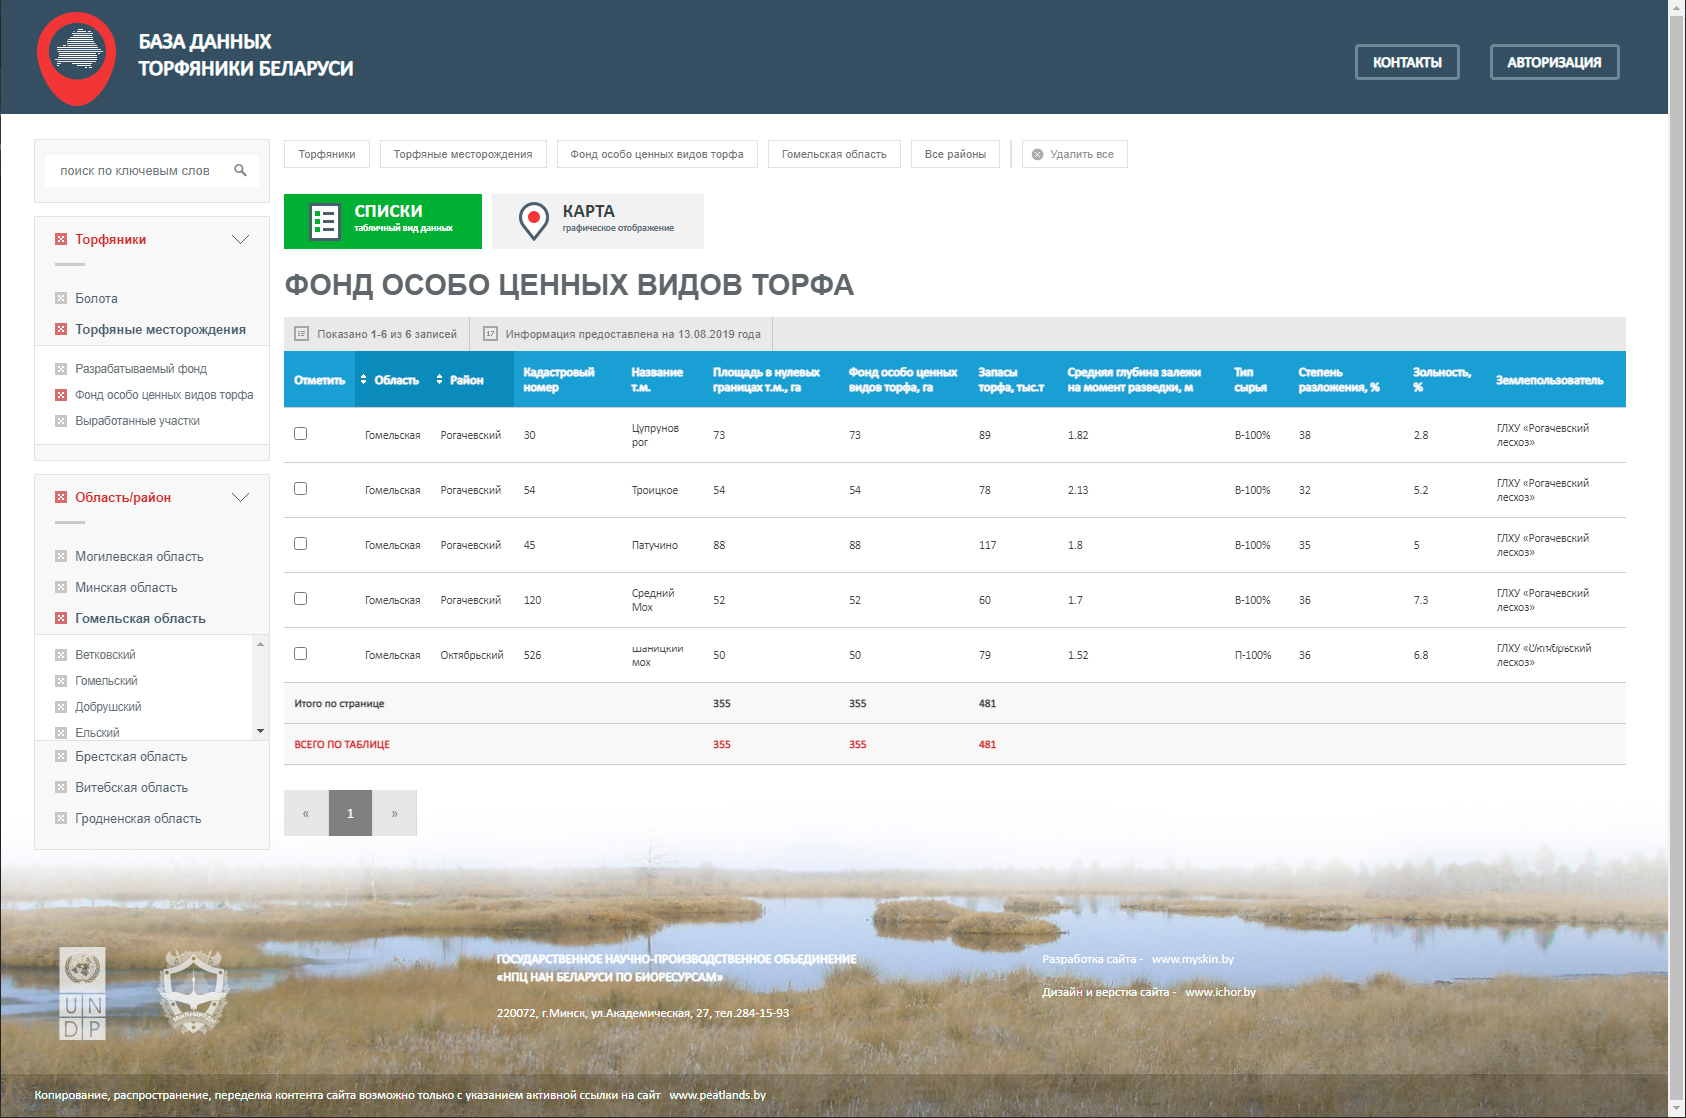 БАЗА ДАННЫХ
ТОРФЯНИКИ БЕЛАРУСИ
КОНТАКТЫ
АВТОРИЗАЦИЯ
поиск по ключевым слов
Торфяники
Болота
Торфяные месторождения
Разрабатываемый фонд
Фонд особо ценных видов торфа
Выработанные участки
Область/район
Могилевская область
Минская область
Гомельская область
Ветковский
Гомельский
Добрушский
Ельский
Брестская область
Витебская область
Гродненская область
Торфяники
Торфяные месторождения
Фонд особо ценных видов торфа
Гомельская область
Все районы
Удалить все
СПИСКИ
табличный вид данных
КАРТА
графическое отображение
ФОНД ОСОБО ЦЕННЫХ ВИДОВ ТОРФА
Показано 1-6 из 6 записей
17 Информация предоставлена на 13.08.2019 года
Отметить Область Район Кадастровый номер Название т.м. Площадь в нулевых границах т.м., га Фонд особо ценных видов торфа, га Запасы торфа, тыс.т Средняя глубина залежи на момент разведки, м Тип сырья Степень разложения, % Зольность, % Землепользователь
Гомельская Рогачевский 30 Цупрунов рог 73 73 89 1.82 В-100% 38 2.8 ГЛХУ «Рогачевский лесхоз»
Гомельская Рогачевский 54 Троицкое 54 54 78 2.13 В-100% 32 5.2 ГЛХУ «Рогачевский лесхоз»
Гомельская Рогачевский 45 Патучино 88 88 117 1.8 В-100% 35 5 ГЛХУ «Рогачевский лесхоз»
Гомельская Рогачевский 120 Средний Мох 52 52 60 1.7 В-100% 36 7.3 ГЛХУ «Рогачевский лесхоз»
Гомельская Октябрьский 526 мох 50 50 79 1.52 П-100% 36 6.8 ГЛХУ «Октябрьский лесхоз»
Итого по странице 355 355 481
ВСЕГО ПО ТАБЛИЦЕ 355 355 481
« 1 »
UN
DP
ГОСУДАРСТВЕННОЕ НАУЧНО-ПРОИЗВОДСТВЕННОЕ ОБЪЕДИНЕНИЕ
«НПЦ НАН БЕЛАРУСИ ПО БИОРЕСУРСАМ»
220072, г.Минск, ул.Академическая, 27, тел.284-15-93
Разработка сайта - www.myskin.by
Дизайн и верстка сайта - www.ichor.by
Копирование, распространение, переделка контента сайта возможно только с указанием активной ссылки на сайт www.peatlands.by